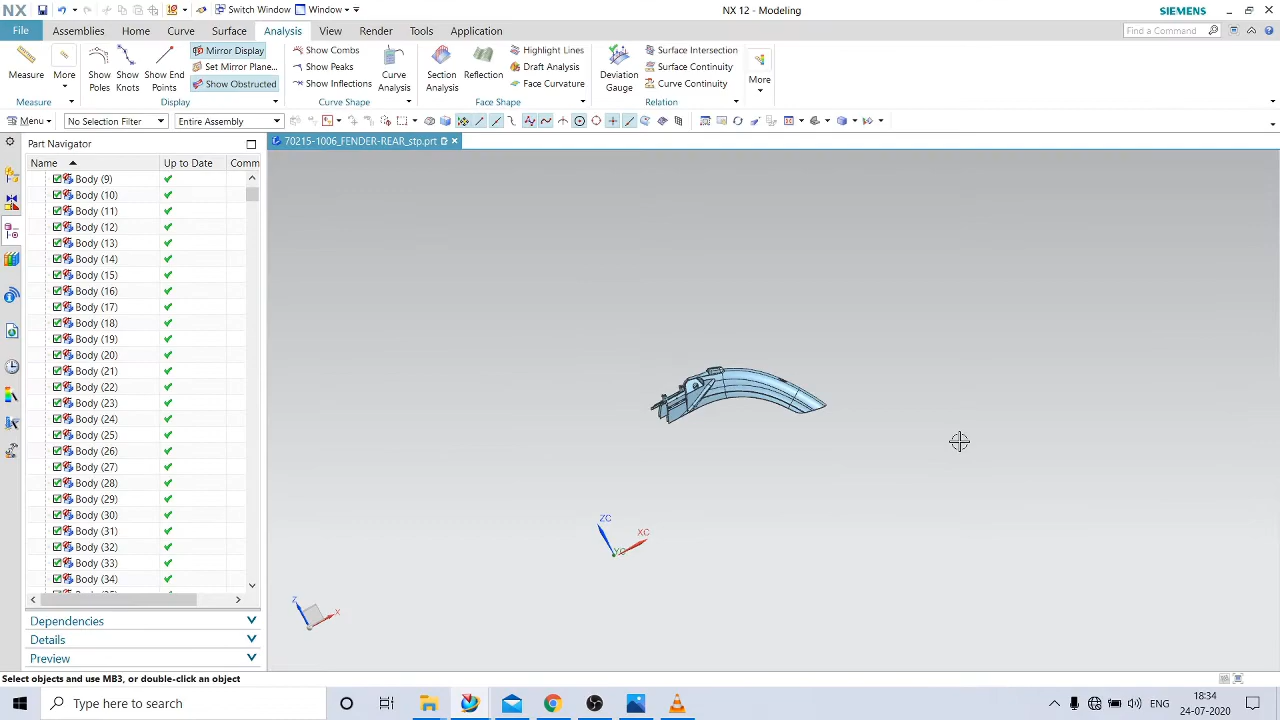 NX
Switch Window
Window
NX 12 - Modeling
SIEMENS
File
Assemblies
Home
Curve
Surface
Analysis
View
Render
Tools
Application
Find a Command
Measure
More
Show Poles
Show Knots
Show End Points
Mirror Display
Set Mirror Plane...
Show Obstructed
Show Combs
Show Peaks
Show Inflections
Curve Analysis
Section Analysis
Reflection
Highlight Lines
Draft Analysis
Face Curvature
Deviation Gauge
Surface Intersection
Surface Continuity
Curve Continuity
More
Measure
Display
Curve Shape
Face Shape
Relation
Menu
No Selection Filter
Entire Assembly
Part Navigator
70215-1006_FENDER-REAR_stp.prt
Name
Up to Date
Comm
Body (9)
Body (10)
Body (11)
Body (12)
Body (13)
Body (14)
Body (15)
Body (16)
Body (17)
Body (18)
Body (19)
Body (20)
Body (21)
Body (22)
Body (23)
Body (24)
Body (25)
Body (26)
Body (27)
Body (28)
Body (29)
Body (30)
Body (31)
Body (32)
Body (33)
Body (34)
ZC
XC
YC
Z
X
Dependencies
Details
Preview
Select objects and use MB3, or double-click an object
Type here to search
ENG
18:34
24-07-2020